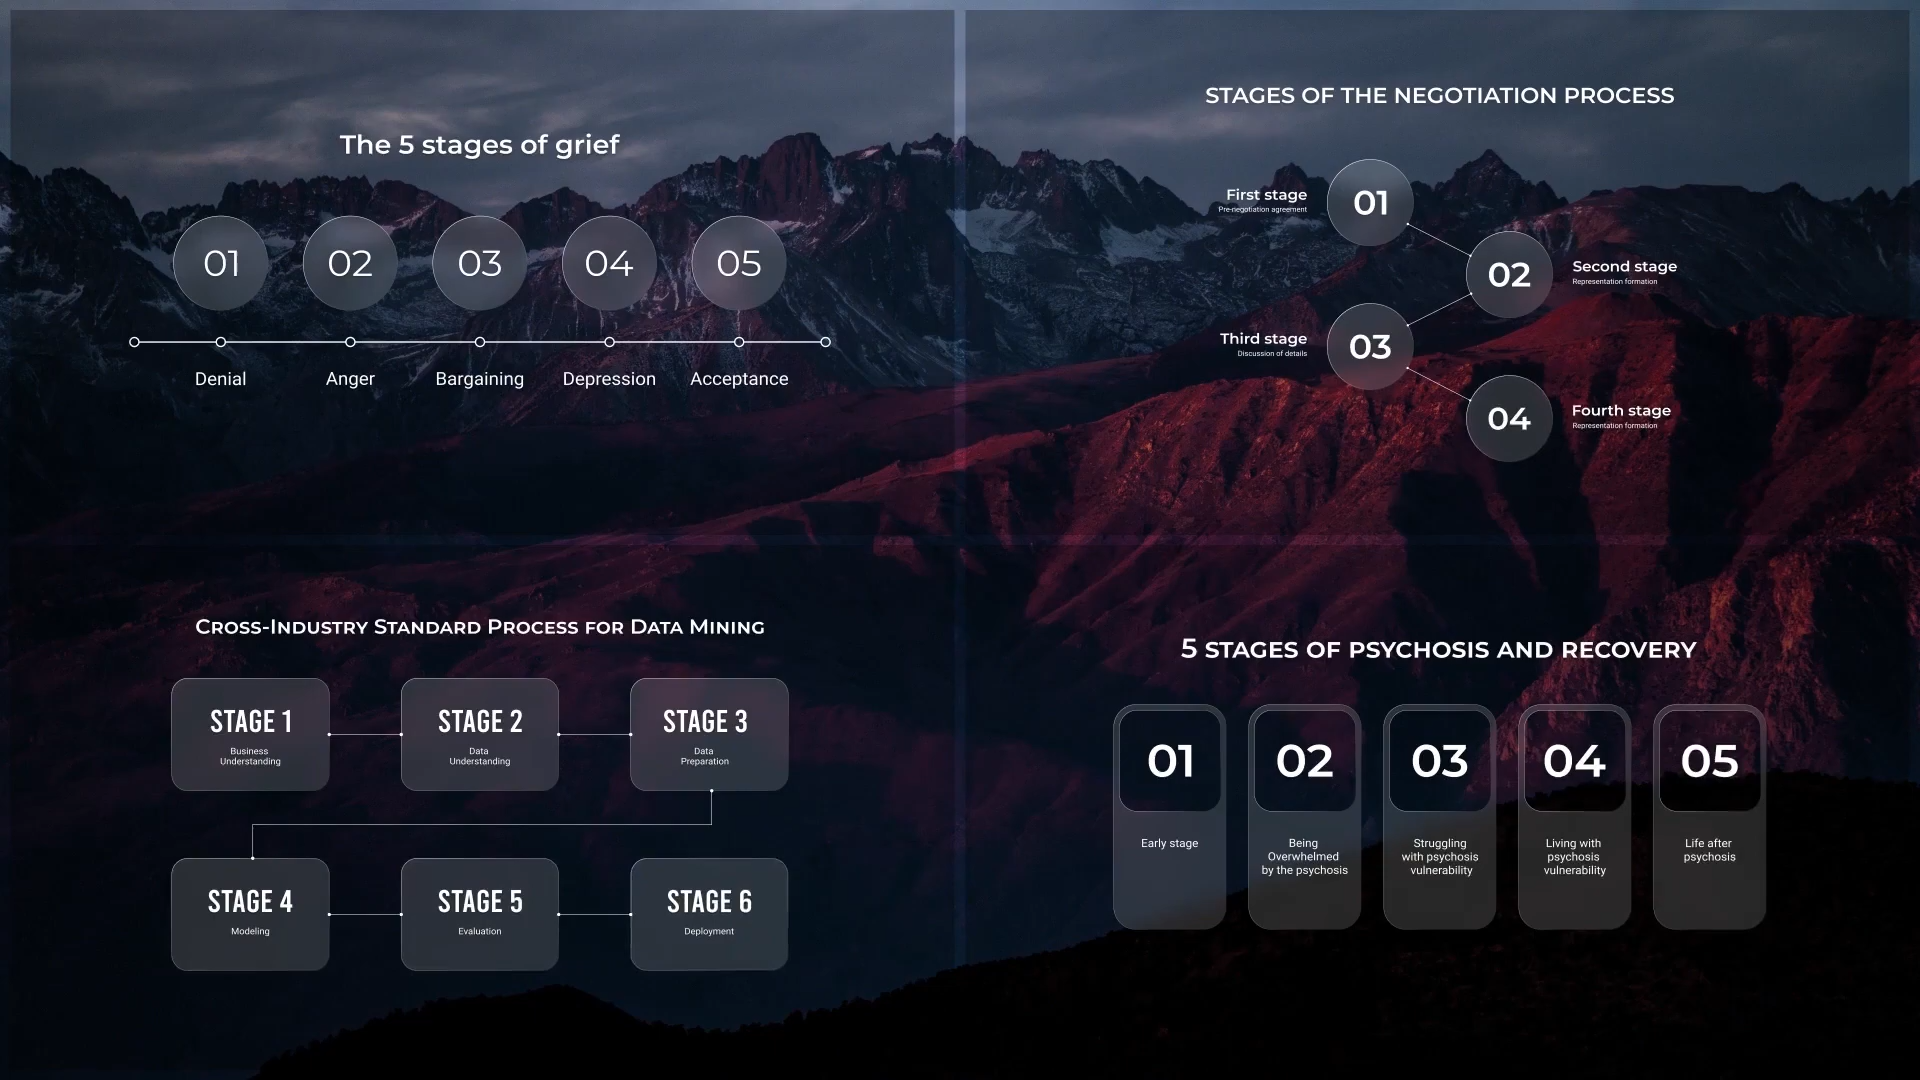 The 5 stages of grief
01 02 03 04 05
Denial Anger Bargaining Depression Acceptance
STAGES OF THE NEGOTIATION PROCESS
01
First stage
Pre-negotiation agreement
02
Second stage
Representation formation
03
Third stage
Discussion of details
04
Fourth stage
Representation formation
Cross-Industry Standard Process for Data Mining
STAGE 1
Business
Understanding
STAGE 2
Data
Understanding
STAGE 3
Data
Preparation
STAGE 4
Modeling
STAGE 5
Evaluation
STAGE 6
Deployment
5 STAGES OF PSYCHOSIS AND RECOVERY
01
Early stage
02
Being
Overwhelmed
by the psychosis
03
Struggling
with psychosis
vulnerability
04
Living with
psychosis
vulnerability
05
Life after
psychosis